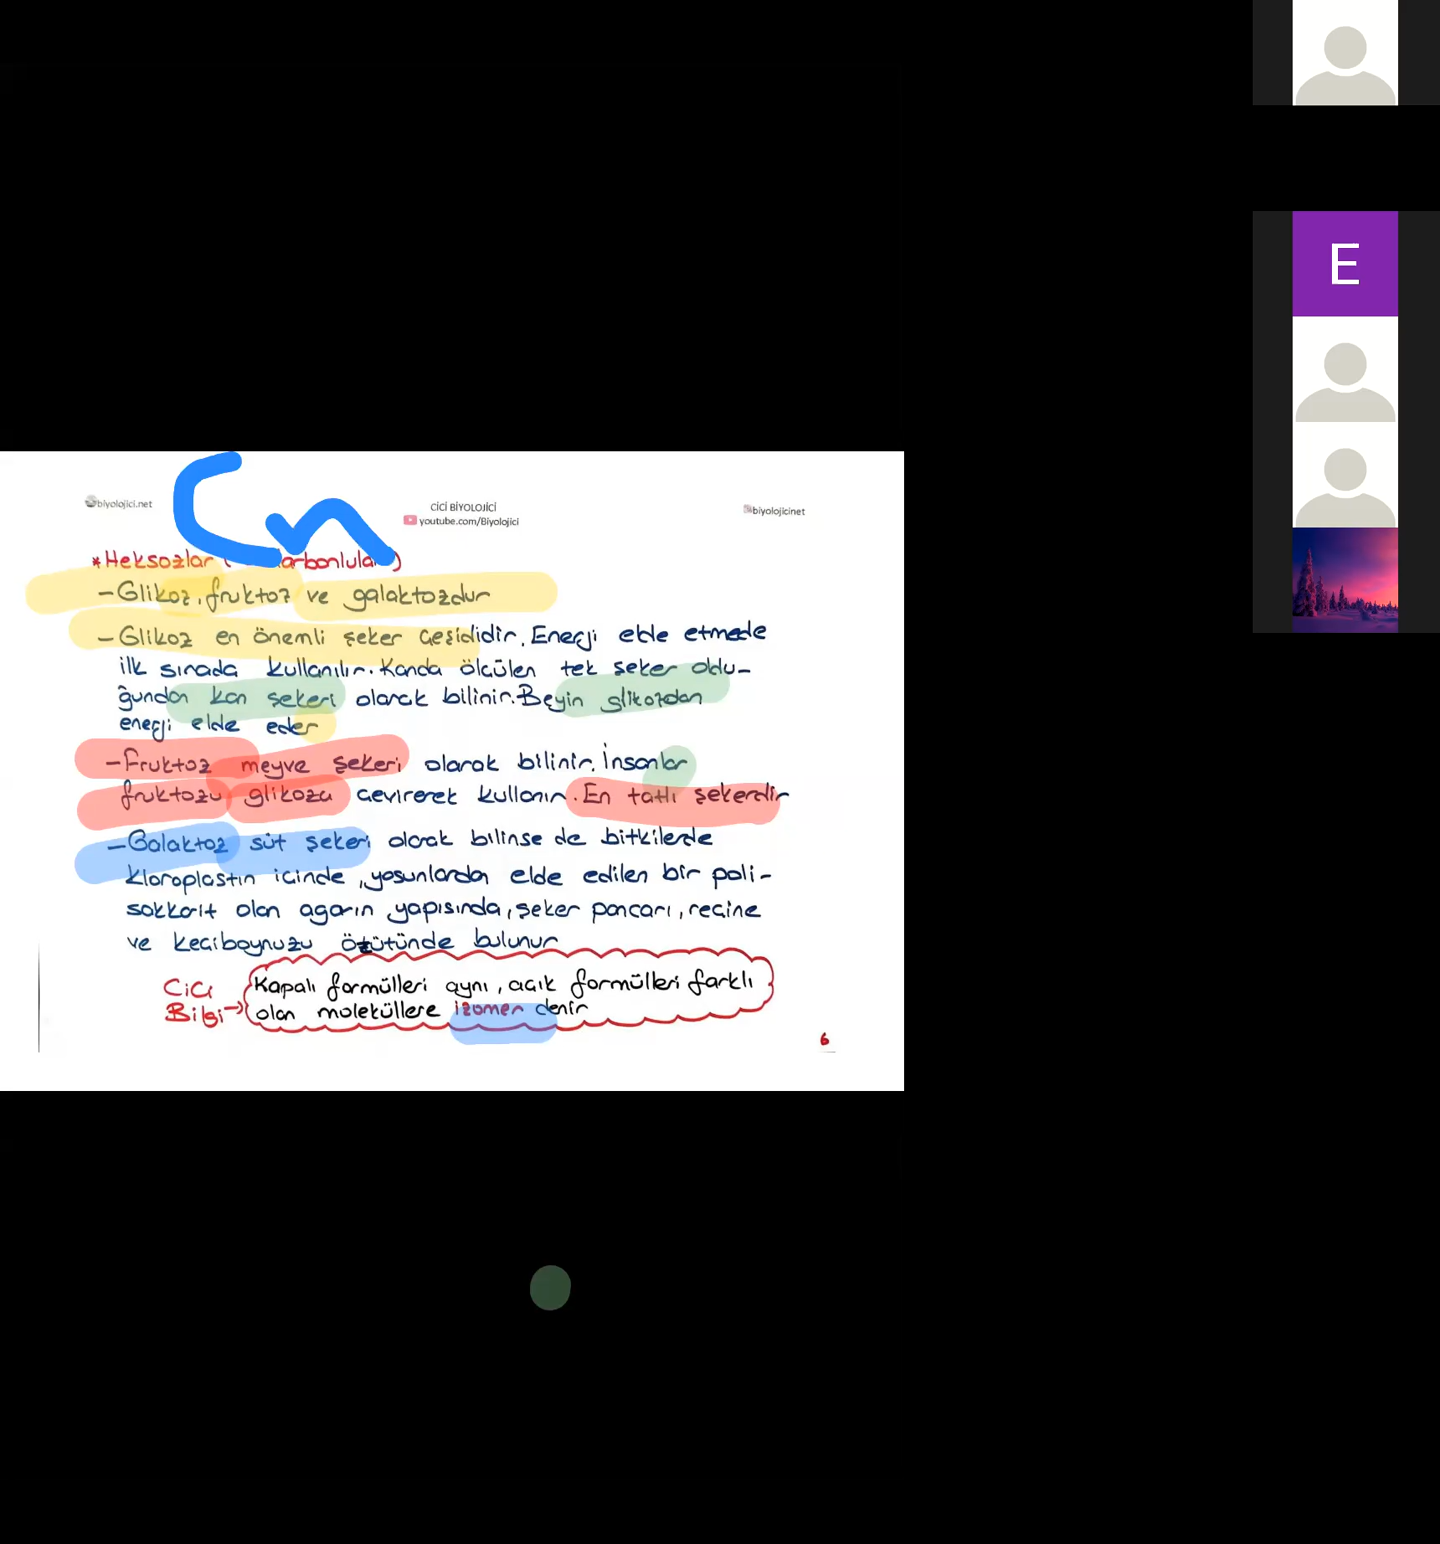 E
Cn
biyolojici.net
CİCİ BİYOLOJİCİ
youtube.com/Biyolojici
biyolojicinet
*Heksozlar ( arbonlular)
-Glikoz, fruktoz ve galaktozdur
-Glikoz en önemli şeker çeşididir. Enerji elde etmede
ilk sırada kullanılır. Kanda ölçülen tek şeker oldu-
ğundan kan şekeri olarak bilinir. Beyin glikozdan
enerji elde eder
-Fruktoz meyve şekeri olarak bilinir. İnsanlar
fruktozu glikoza çevirerek kullanır. En tatlı şekerdir
-Galaktoz süt şekeri olarak bilinse de bitkilerde
kloroplastın içinde, yosunlardan elde edilen bir poli-
sakkarit olan agarın yapısında, şeker pancarı, reçine
ve keçiboynuzu özütünde bulunur
Cici
Bilgi→
Kapalı formülleri aynı, açık formülleri farklı
olan moleküllere izomer denir
6